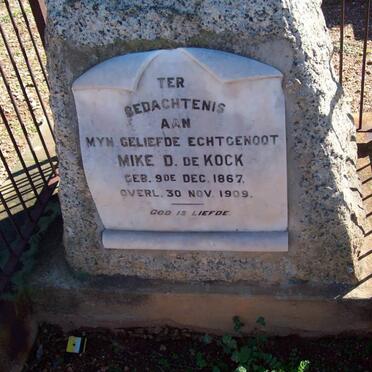 TER
GEDACHTENIS
AAN
MYN GELIEFDE ECHTGENOOT
MIKE D. DE KOCK
GEB. 9DE DEC. 1867.
OVERL. 30 NOV. 1909.
GOD IS LIEFDE